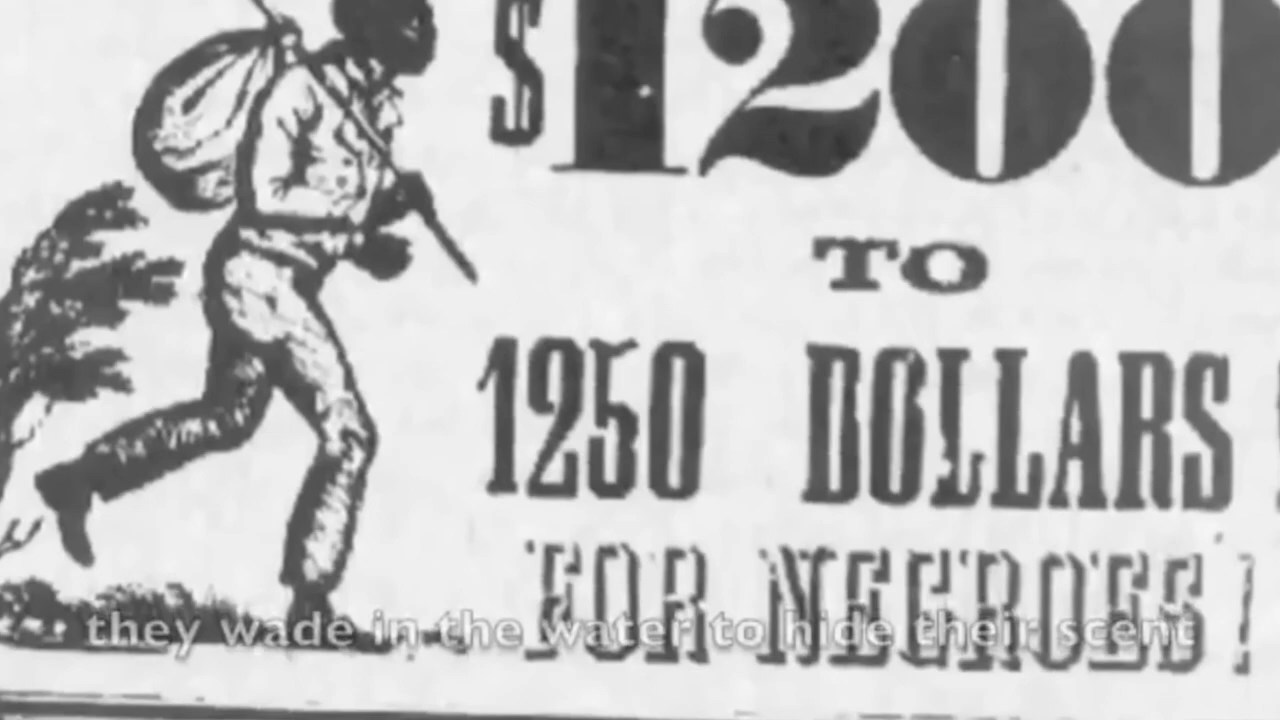 $1200
TO
1250 DOLLARS
FOR NEGROES!
they wade in the water to hide their scent